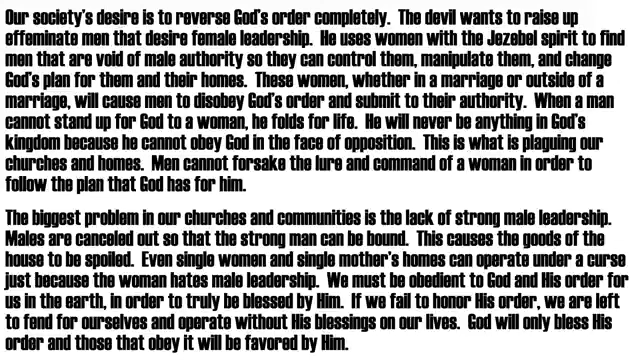 Our society's desire is to reverse God's order completely.  The devil wants to raise up
effeminate men that desire female leadership.  He uses women with the Jezebel spirit to find
men that are void of male authority so they can control them, manipulate them, and change
God's plan for them and their homes.  These women, whether in a marriage or outside of a
marriage, will cause men to disobey God's order and submit to their authority.  When a man
cannot stand up for God to a woman, he folds for life.  He will never be anything in God's
kingdom because he cannot obey God in the face of opposition.  This is what is plaguing our
churches and homes.  Men cannot forsake the lure and command of a woman in order to
follow the plan that God has for him.

The biggest problem in our churches and communities is the lack of strong male leadership.
Males are canceled out so that the strong man can be bound.  This causes the goods of the
house to be spoiled.  Even single women and single mother's homes can operate under a curse
just because the woman hates male leadership.  We must be obedient to God and His order for
us in the earth, in order to truly be blessed by Him.  If we fail to honor His order, we are left
to fend for ourselves and operate without His blessings on our lives.  God will only bless His
order and those that obey it will be favored by Him.